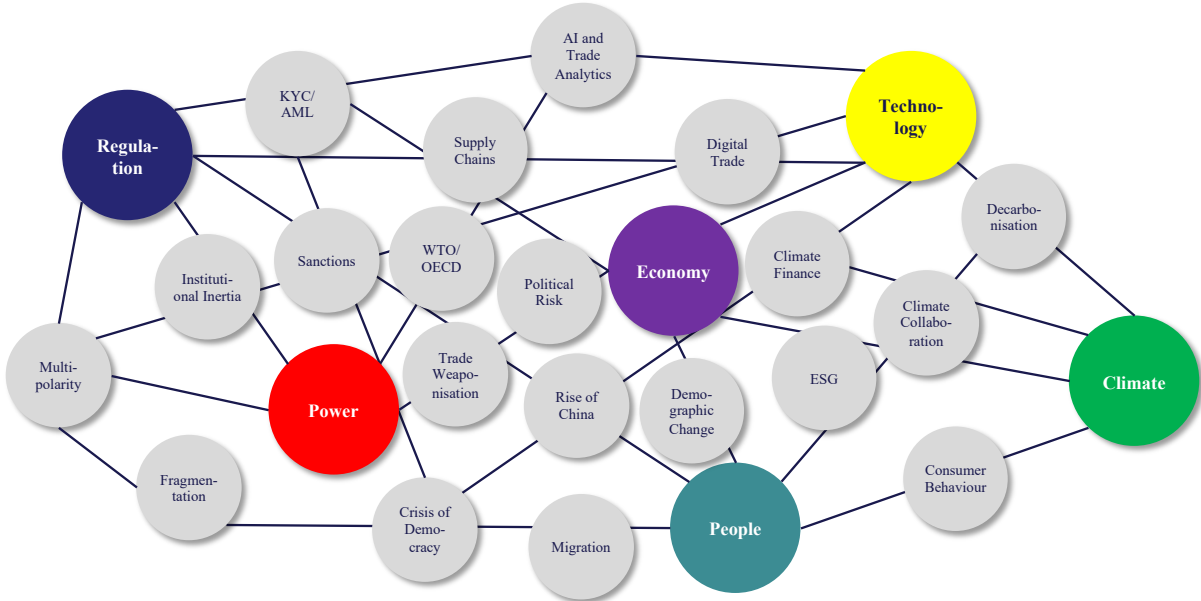 AI and
Trade
Analytics
KYC/
AML
Techno-
logy
Regula-
tion
Supply
Chains
Digital
Trade
Decarbo-
nisation
Sanctions
WTO/
OECD
Climate
Finance
Economy
Instituti-
onal Inertia
Political
Risk
Climate
Collabo-
ration
Multi-
polarity
Trade
Weapo-
nisation
ESG
Climate
Power
Rise of
China
Demo-
graphic
Change
Fragmen-
tation
Consumer
Behaviour
Crisis of
Demo-
cracy
People
Migration